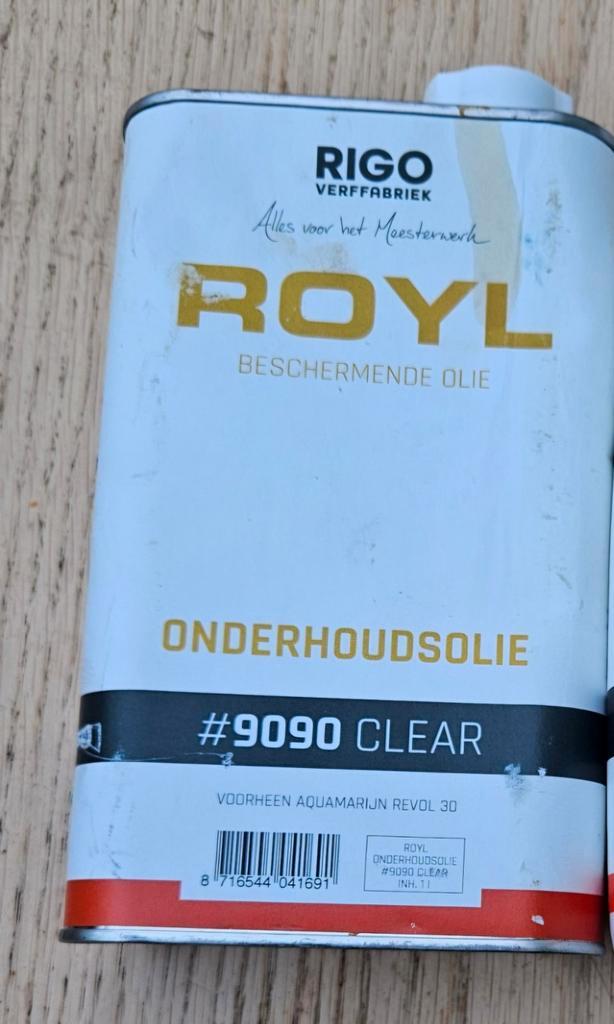 RIGO
VERFFABRIEK
Alles voor het Meesterwerk
ROYL
BESCHERMENDE OLIE
ONDERHOUDSOLIE
#9090 CLEAR
VOORHEEN AQUAMARIJN REVOL 30
8 716544 041691
ROYL
ONDERHOUDSOLIE
#9090 CLEAR
INH. 1 l